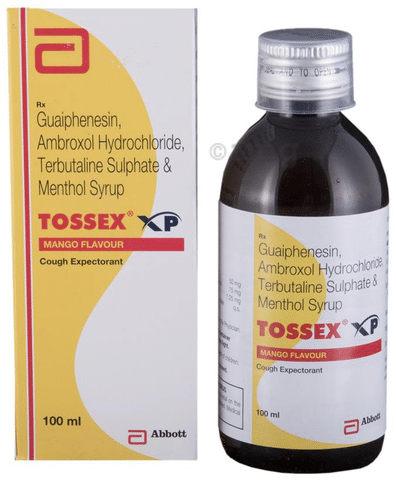 Rx
Guaiphenesin,
Ambroxol Hydrochloride,
Terbutaline Sulphate &
Menthol Syrup
TOSSEX® XP
MANGO FLAVOUR
Cough Expectorant
100 ml
Abbott
Rx
Guaiphenesin,
Ambroxol Hydrochloride,
Terbutaline Sulphate &
Menthol Syrup
TOSSEX® XP
MANGO FLAVOUR
Cough Expectorant
100 ml
Abbott